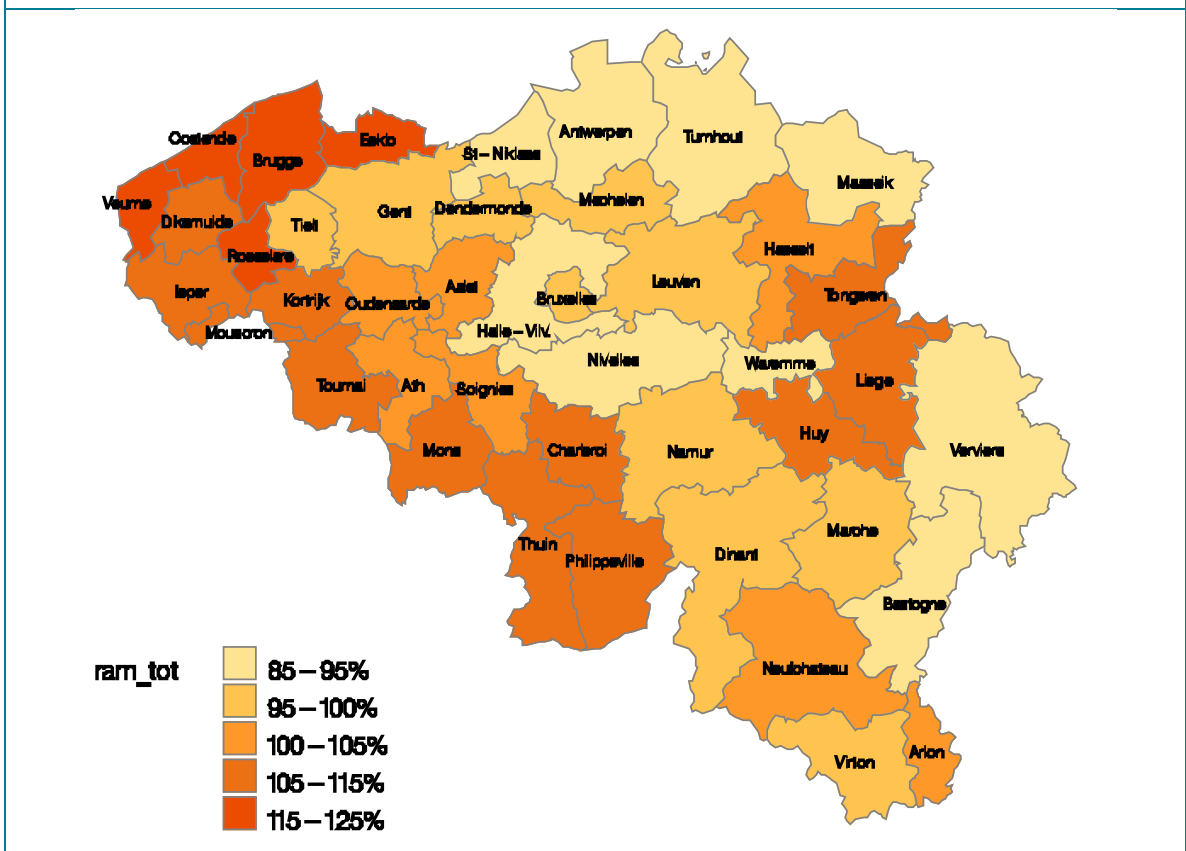 Oostende
Brugge
Eeklo
St-Niklaas
Antwerpen
Turnhout
Maaseik
Veurne
Diksmuide
Tielt
Gent
Dendermonde
Mechelen
Roeselare
Hasselt
Ieper
Kortrijk
Oudenaarde
Aalst
Bruxelles
Leuven
Tongeren
Mouscron
Halle-Vilv.
Nivelles
Waremme
Liege
Tournai
Ath
Soignies
Mons
Charleroi
Namur
Huy
Verviers
Thuin
Philippeville
Dinant
Marche
Bastogne
Neufchateau
Virton
Arlon
ram_tot
85-95%
95-100%
100-105%
105-115%
115-125%